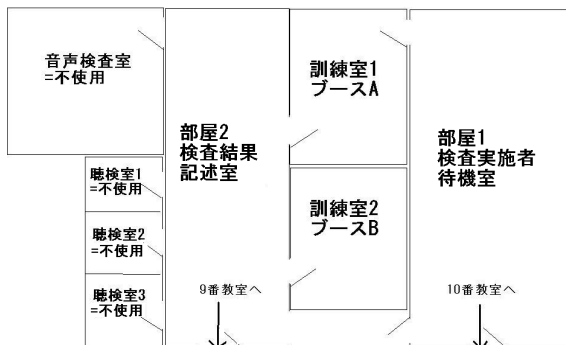 音声検査室
=不使用
訓練室1
ブースA
部屋2
検査結果
記述室
部屋1
検査実施者
待機室
聴検室1
=不使用
訓練室2
ブースB
聴検室2
=不使用
聴検室3
=不使用
9番教室へ
10番教室へ